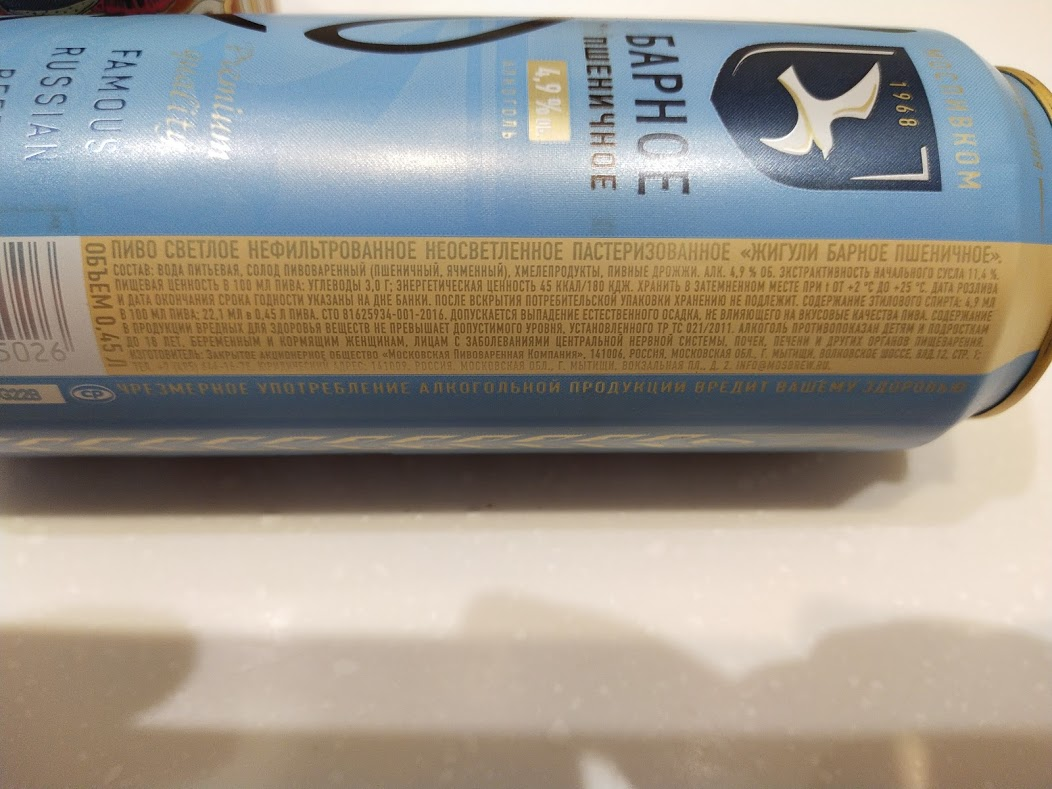 1968
БАРНОЕ
ПШЕНИЧНОЕ
4,9 % об.
АЛКОГОЛЬ
Premium
quality
FAMOUS
RUSSIAN
ОБЪЕМ 0,45 Л
ПИВО СВЕТЛОЕ НЕФИЛЬТРОВАННОЕ НЕОСВЕТЛЕННОЕ ПАСТЕРИЗОВАННОЕ «ЖИГУЛИ БАРНОЕ ПШЕНИЧНОЕ».
СОСТАВ: ВОДА ПИТЬЕВАЯ, СОЛОД ПИВОВАРЕННЫЙ (ПШЕНИЧНЫЙ, ЯЧМЕННЫЙ), ХМЕЛЕПРОДУКТЫ, ПИВНЫЕ ДРОЖЖИ. АЛК. 4,9 % ОБ. ЭКСТРАКТИВНОСТЬ НАЧАЛЬНОГО СУСЛА 11,4 %.
ПИЩЕВАЯ ЦЕННОСТЬ В 100 МЛ ПИВА: УГЛЕВОДЫ 3,0 Г; ЭНЕРГЕТИЧЕСКАЯ ЦЕННОСТЬ 45 ККАЛ/180 КДЖ. ХРАНИТЬ В ЗАТЕМНЕННОМ МЕСТЕ ПРИ t ОТ +2 °С ДО +25 °С. ДАТА РОЗЛИВА
И ДАТА ОКОНЧАНИЯ СРОКА ГОДНОСТИ УКАЗАНЫ НА ДНЕ БАНКИ. ПОСЛЕ ВСКРЫТИЯ ПОТРЕБИТЕЛЬСКОЙ УПАКОВКИ ХРАНЕНИЮ НЕ ПОДЛЕЖИТ. СОДЕРЖАНИЕ ЭТИЛОВОГО СПИРТА: 4,9 МЛ
В 100 МЛ ПИВА; 22,1 МЛ В 0,45 Л ПИВА. СТО 81625934-001-2016. ДОПУСКАЕТСЯ ВЫПАДЕНИЕ ЕСТЕСТВЕННОГО ОСАДКА, НЕ ВЛИЯЮЩЕГО НА ВКУСОВЫЕ КАЧЕСТВА ПИВА. СОДЕРЖАНИЕ
В ПРОДУКЦИИ ВРЕДНЫХ ДЛЯ ЗДОРОВЬЯ ВЕЩЕСТВ НЕ ПРЕВЫШАЕТ ДОПУСТИМОГО УРОВНЯ, УСТАНОВЛЕННОГО ТР ТС 021/2011. АЛКОГОЛЬ ПРОТИВОПОКАЗАН ДЕТЯМ И ПОДРОСТКАМ
ДО 18 ЛЕТ, БЕРЕМЕННЫМ И КОРМЯЩИМ ЖЕНЩИНАМ, ЛИЦАМ С ЗАБОЛЕВАНИЯМИ ЦЕНТРАЛЬНОЙ НЕРВНОЙ СИСТЕМЫ, ПОЧЕК, ПЕЧЕНИ И ДРУГИХ ОРГАНОВ ПИЩЕВАРЕНИЯ.
ИЗГОТОВИТЕЛЬ: ЗАКРЫТОЕ АКЦИОНЕРНОЕ ОБЩЕСТВО «МОСКОВСКАЯ ПИВОВАРЕННАЯ КОМПАНИЯ», 141006, РОССИЯ, МОСКОВСКАЯ ОБЛ., Г. МЫТИЩИ, ВОЛКОВСКОЕ ШОССЕ, ВЛД.12, СТР. 1;
РОССИЯ, МОСКОВСКАЯ ОБЛ., Г. МЫТИЩИ, ВОКЗАЛЬНАЯ ПЛ., Д. 2. INFO@MOSBREW.RU.
5026
ЧРЕЗМЕРНОЕ УПОТРЕБЛЕНИЕ АЛКОГОЛЬНОЙ ПРОДУКЦИИ ВРЕДИТ ВАШЕМУ ЗДОРОВЬЮ